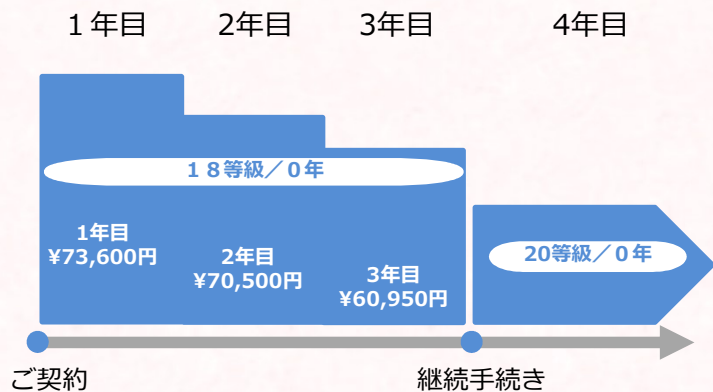 １年目
2年目
3年目
4年目
１８等級／０年
1年目
¥73,600円
2年目
¥70,500円
3年目
¥60,950円
20等級／０年
ご契約
継続手続き